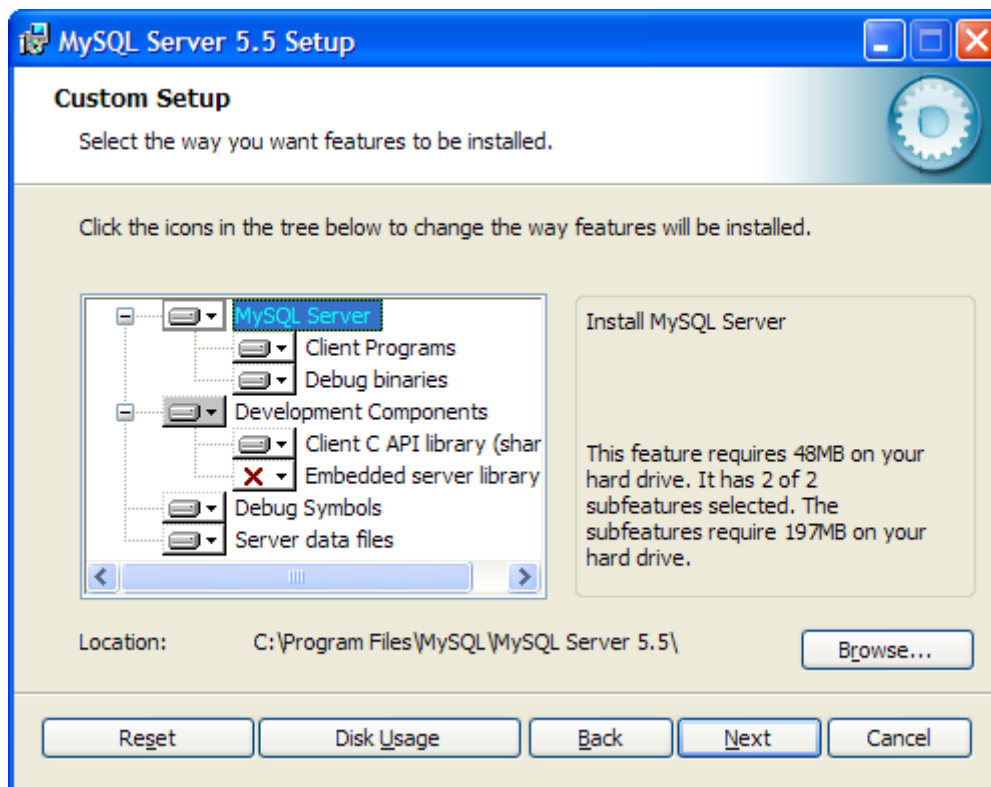 MySQL Server 5.5 Setup
Custom Setup
Select the way you want features to be installed.
Click the icons in the tree below to change the way features will be installed.
MySQL Server
Client Programs
Debug binaries
Development Components
Client C API library (shar
Embedded server library
Debug Symbols
Server data files
Install MySQL Server
This feature requires 48MB on your
hard drive. It has 2 of 2
subfeatures selected. The
subfeatures require 197MB on your
hard drive.
Location: C:\Program Files\MySQL\MySQL Server 5.5\
Browse...
Reset Disk Usage Back Next Cancel